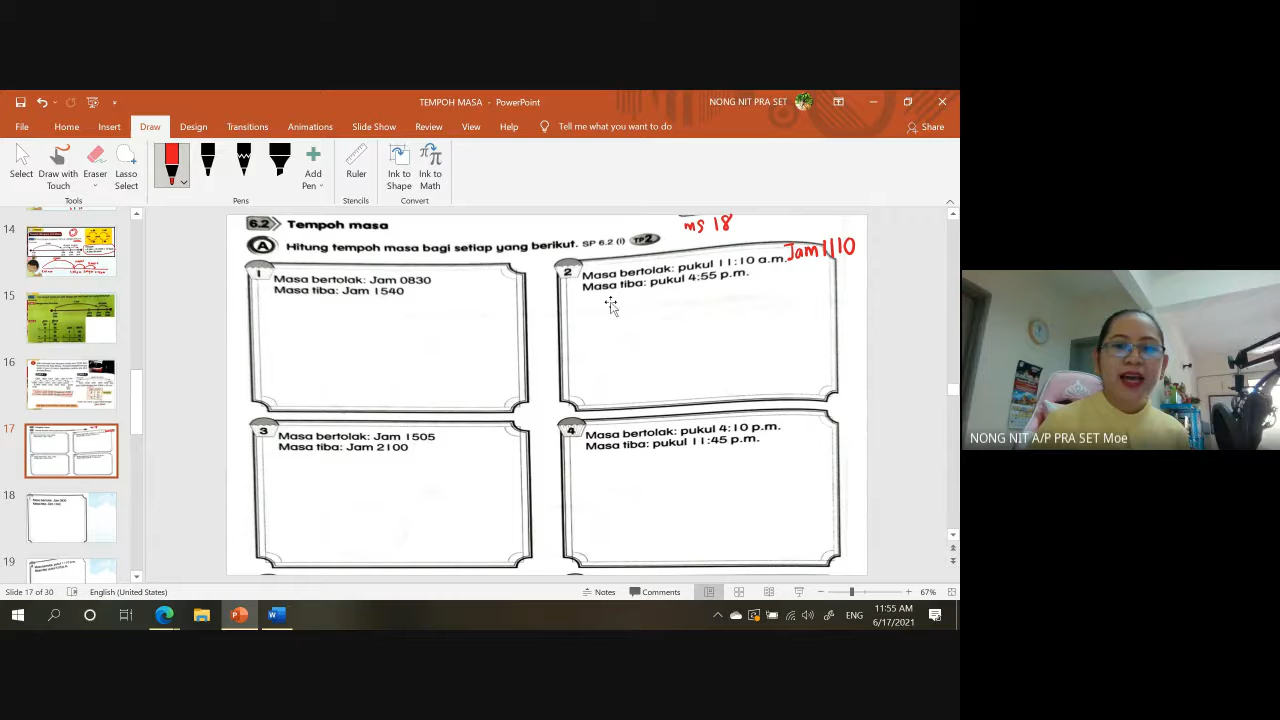 TEMPOH MASA - PowerPoint
NONG NIT PRA SET
File Home Insert Draw Design Transitions Animations Slide Show Review View Help Tell me what you want to do Share
Select Draw with Touch Eraser Lasso Select Add Pen Ruler Ink to Shape Ink to Math
Tools Pens Stencils Convert
14
15
16
17
18
19
6.2 Tempoh masa
ms 18
A Hitung tempoh masa bagi setiap yang berikut. SP 6.2 (i) TP2
Jam 1110
1
Masa bertolak: Jam 0830
Masa tiba: Jam 1540
2
Masa bertolak: pukul 11:10 a.m.
Masa tiba: pukul 4:55 p.m.
3
Masa bertolak: Jam 1505
Masa tiba: Jam 2100
4
Masa bertolak: pukul 4:10 p.m.
Masa tiba: pukul 11:45 p.m.
NONG NIT A/P PRA SET Moe
Slide 17 of 30 English (United States) Notes Comments 67%
ENG 11:55 AM
6/17/2021